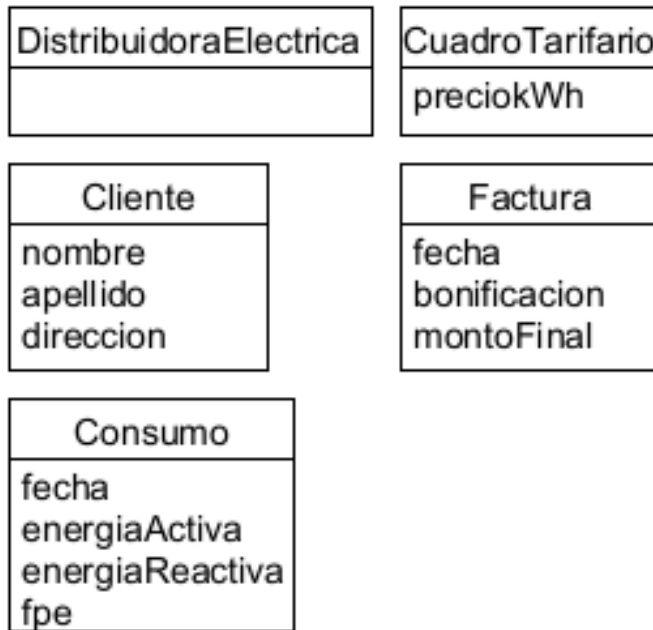 DistribuidoraElectrica
CuadroTarifario
preciokWh
Cliente
nombre
apellido
direccion
Factura
fecha
bonificacion
montoFinal
Consumo
fecha
energiaActiva
energiaReactiva
fpe